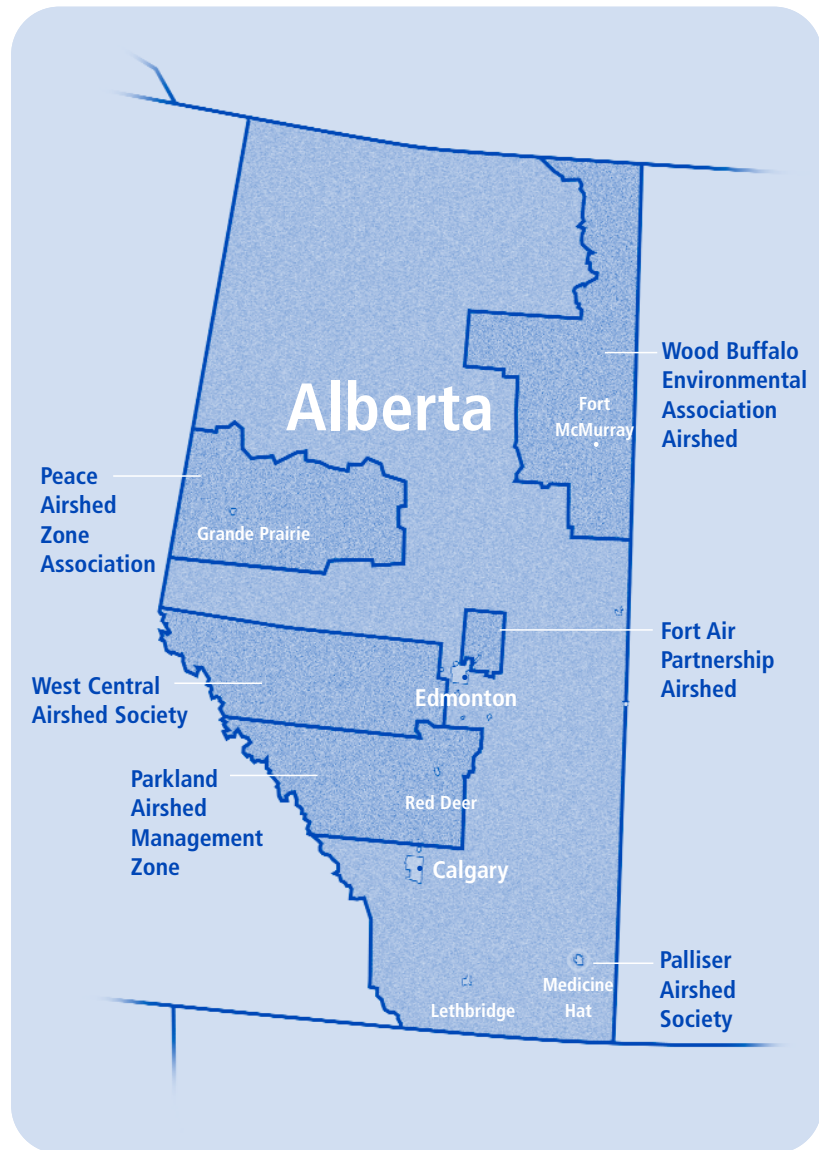 Alberta
Wood Buffalo
Environmental
Association
Airshed
Fort
McMurray
Peace
Airshed
Zone
Association
Grande Prairie
Fort Air
Partnership
Airshed
West Central
Airshed Society
Edmonton
Parkland
Airshed
Management
Zone
Red Deer
Calgary
Palliser
Airshed
Society
Medicine
Hat
Lethbridge